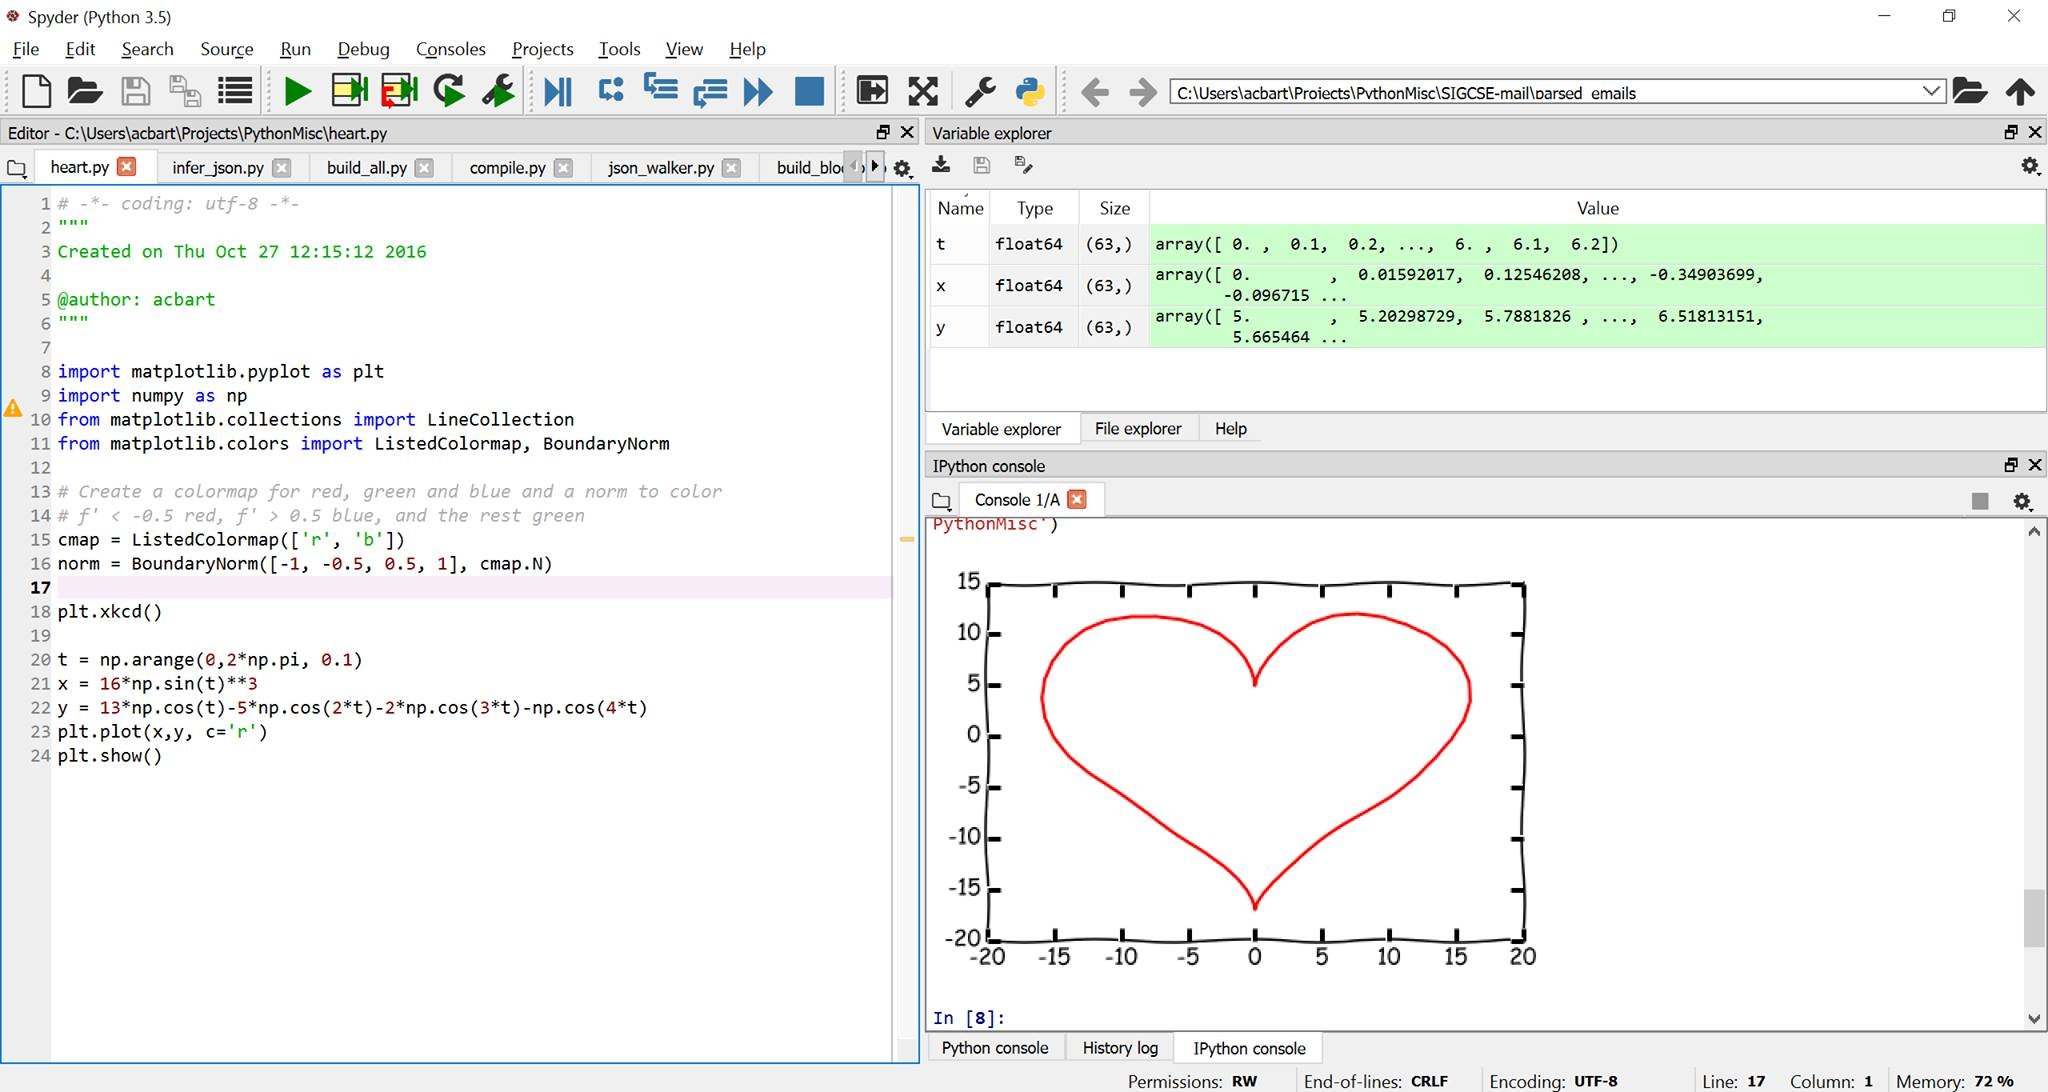 Spyder (Python 3.5)
File Edit Search Source Run Debug Consoles Projects Tools View Help
C:\Users\acbart\Projects\PythonMisc\SIGCSE-mail\parsed_emails
Editor - C:\Users\acbart\Projects\PythonMisc\heart.py
heart.py infer_json.py build_all.py compile.py json_walker.py build_blo
1 # -*- coding: utf-8 -*-
2 """
3 Created on Thu Oct 27 12:15:12 2016
4
5 @author: acbart
6 """
7
8 import matplotlib.pyplot as plt
9 import numpy as np
10 from matplotlib.collections import LineCollection
11 from matplotlib.colors import ListedColormap, BoundaryNorm
12
13 # Create a colormap for red, green and blue and a norm to color
14 # f' < -0.5 red, f' > 0.5 blue, and the rest green
15 cmap = ListedColormap(['r', 'b'])
16 norm = BoundaryNorm([-1, -0.5, 0.5, 1], cmap.N)
17
18 plt.xkcd()
19
20 t = np.arange(0,2*np.pi, 0.1)
21 x = 16*np.sin(t)**3
22 y = 13*np.cos(t)-5*np.cos(2*t)-2*np.cos(3*t)-np.cos(4*t)
23 plt.plot(x,y, c='r')
24 plt.show()
Variable explorer
Name Type Size Value
t float64 (63,) array([ 0. , 0.1, 0.2, ..., 6. , 6.1, 6.2])
x float64 (63,) array([ 0. , 0.01592017, 0.12546208, ..., -0.34903699,
-0.096715 ...
y float64 (63,) array([ 5. , 5.20298729, 5.7881826 , ..., 6.51813151,
5.665464 ...
Variable explorer File explorer Help
IPython console
Console 1/A
PythonMisc')
15
10
5
0
-5
-10
-15
-20
-20 -15 -10 -5 0 5 10 15 20
In [8]:
Python console History log IPython console
Permissions: RW End-of-lines: CRLF Encoding: UTF-8 Line: 17 Column: 1 Memory: 72 %